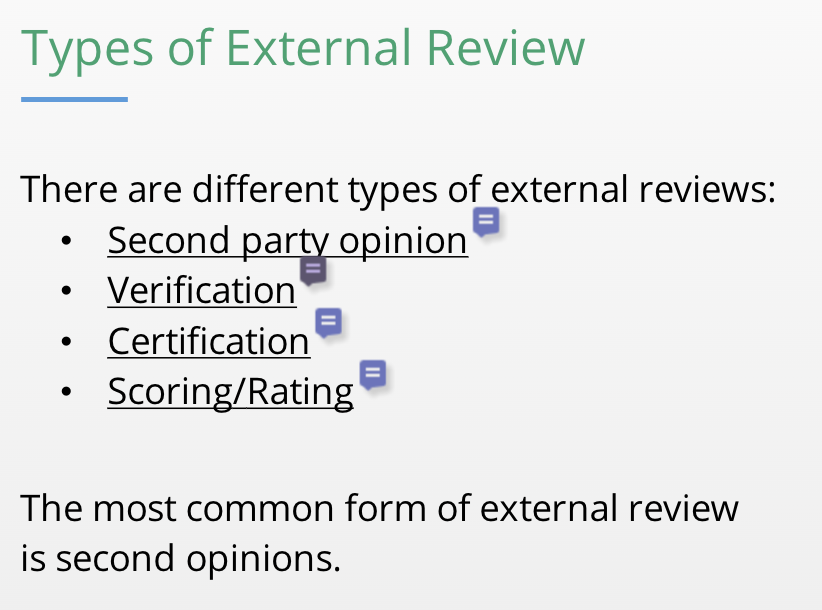 Types of External Review
There are different types of external reviews:
• Second party opinion
• Verification
• Certification
• Scoring/Rating
The most common form of external review
is second opinions.